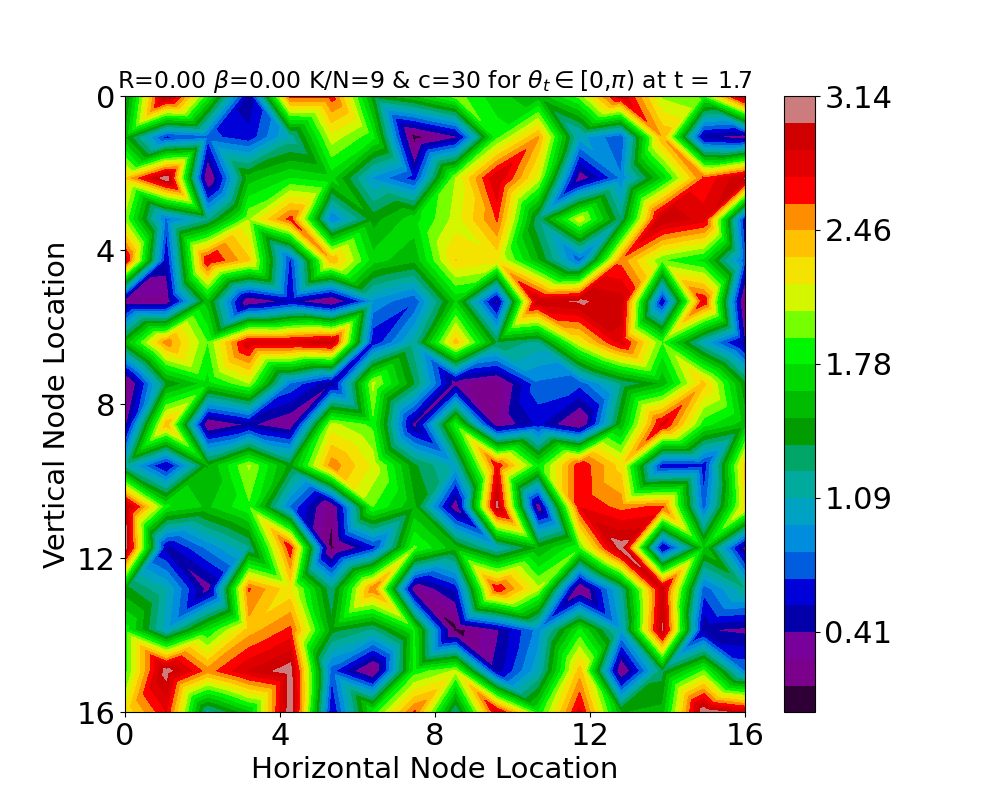 R=0.00 β=0.00 K/N=9 & c=30 for θₜ ∈ [0,π) at t = 1.7
0
4
8
12
16
Vertical Node Location
0 4 8 12 16
Horizontal Node Location
3.14
2.46
1.78
1.09
0.41